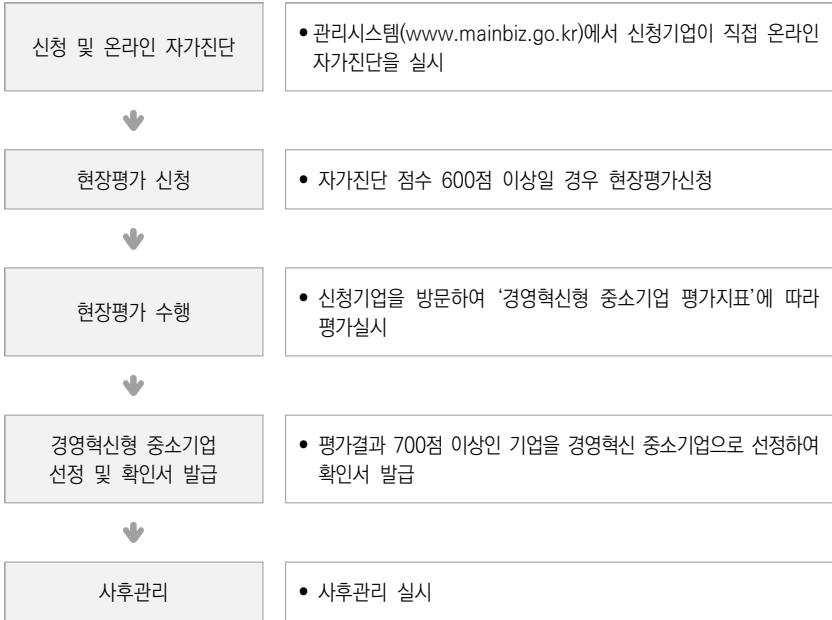 신청 및 온라인 자가진단
• 관리시스템(www.mainbiz.go.kr)에서 신청기업이 직접 온라인
자가진단을 실시
현장평가 신청
• 자가진단 점수 600점 이상일 경우 현장평가신청
현장평가 수행
• 신청기업을 방문하여 ‘경영혁신형 중소기업 평가지표’에 따라
평가실시
경영혁신형 중소기업
선정 및 확인서 발급
• 평가결과 700점 이상인 기업을 경영혁신 중소기업으로 선정하여
확인서 발급
사후관리
• 사후관리 실시